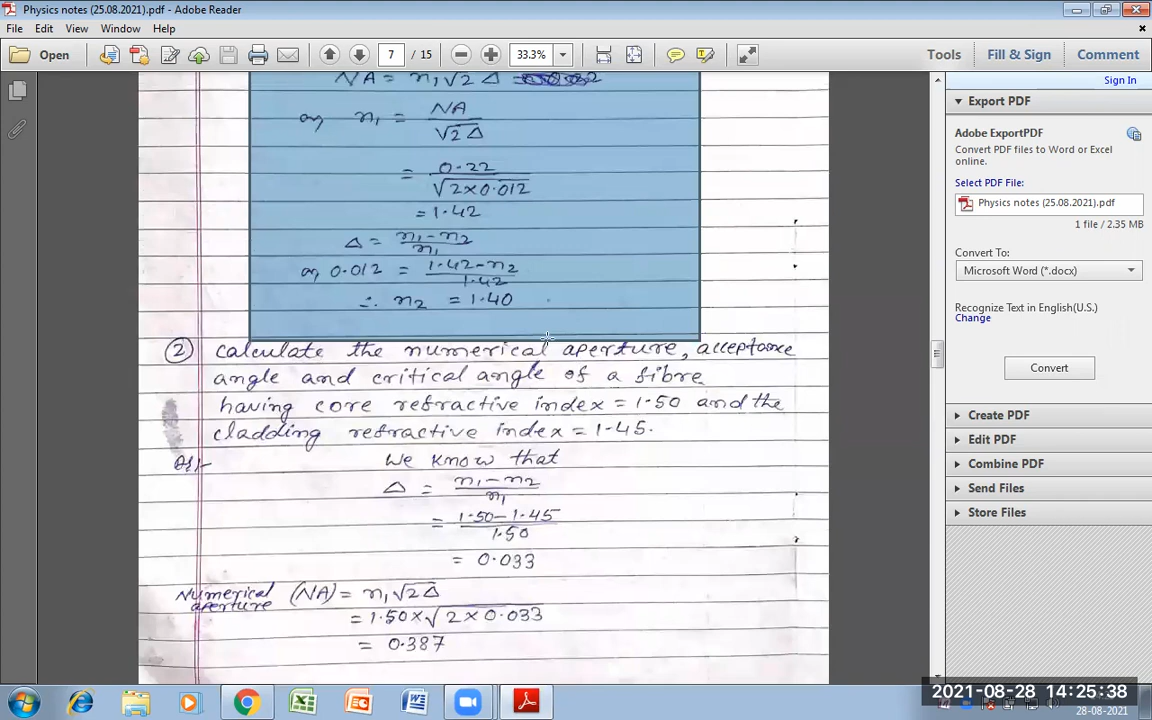 Physics notes (25.08.2021).pdf - Adobe Reader
File Edit View Window Help
Open 7 / 15 33.3% Tools Fill & Sign Comment
Sign In
Export PDF
Adobe ExportPDF
Convert PDF files to Word or Excel
online.
Select PDF File:
Physics notes (25.08.2021).pdf
1 file / 2.35 MB
Convert To:
Microsoft Word (*.docx)
Recognize Text in English(U.S.)
Change
Convert
Create PDF
Edit PDF
Combine PDF
Send Files
Store Files
NA = n₁√2Δ
or, n₁ = NA / √2Δ
= 0.22 / √2×0.012
= 1.42
Δ = n₁-n₂ / n₁
or, 0.012 = 1.42-n₂ / 1.42
∴ n₂ = 1.40
② Calculate the numerical aperture, acceptance
angle and critical angle of a fibre
having core refractive index = 1.50 and the
cladding refractive index = 1.45.
We know that
Δ = n₁-n₂ / n₁
= 1.50-1.45 / 1.50
= 0.033
Numerical aperture (NA) = n₁√2Δ
= 1.50×√2×0.033
= 0.387
2021-08-28 14:25:38
28-08-2021